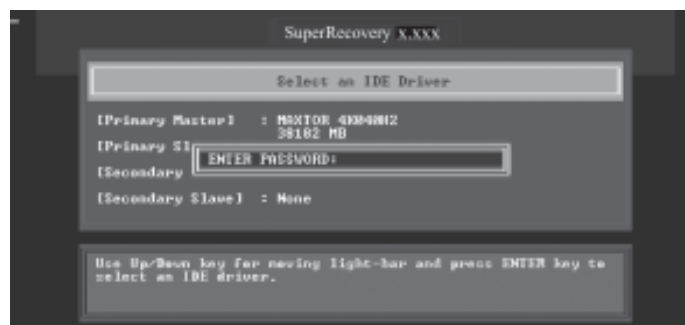 SuperRecovery x.xxx
Select an IDE Driver
[Primary Master] : MAXTOR 4K040H2
38182 MB
[Primary Sl
ENTER PASSWORD:
[Secondary
[Secondary Slave] : None
Use Up/Down key for moving light-bar and press ENTER key to
select an IDE driver.